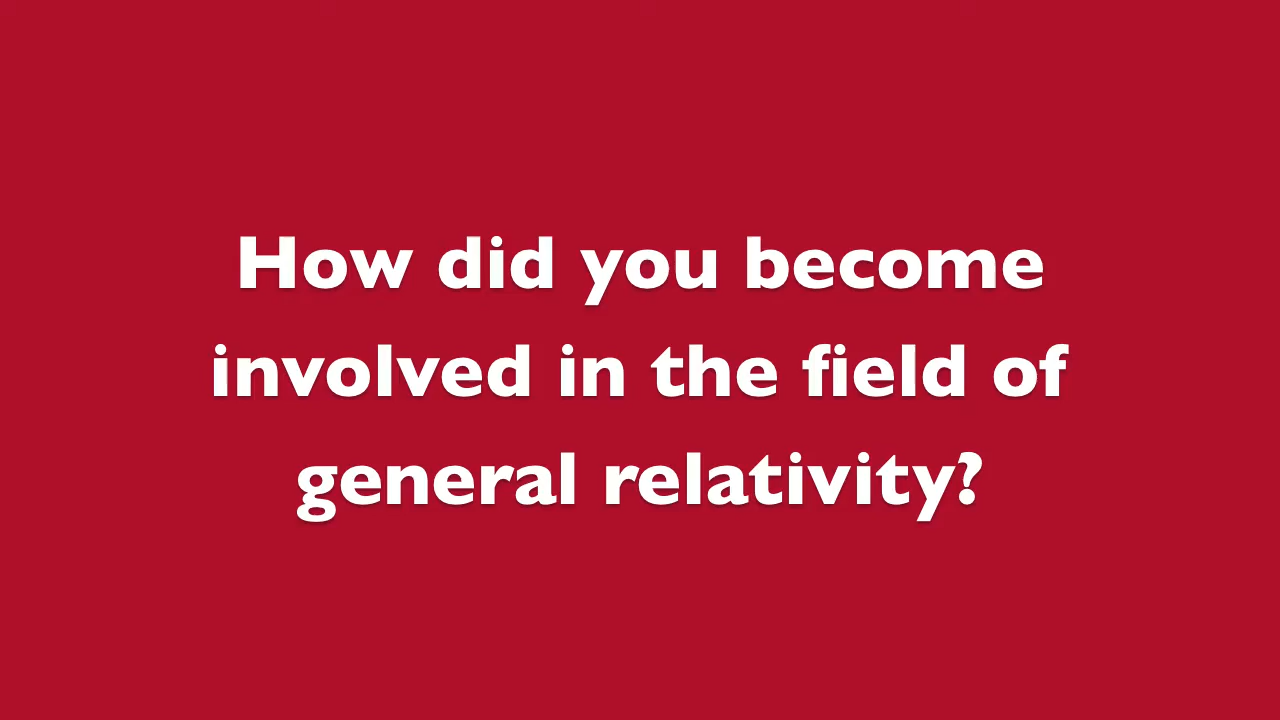 How did you become
involved in the field of
general relativity?